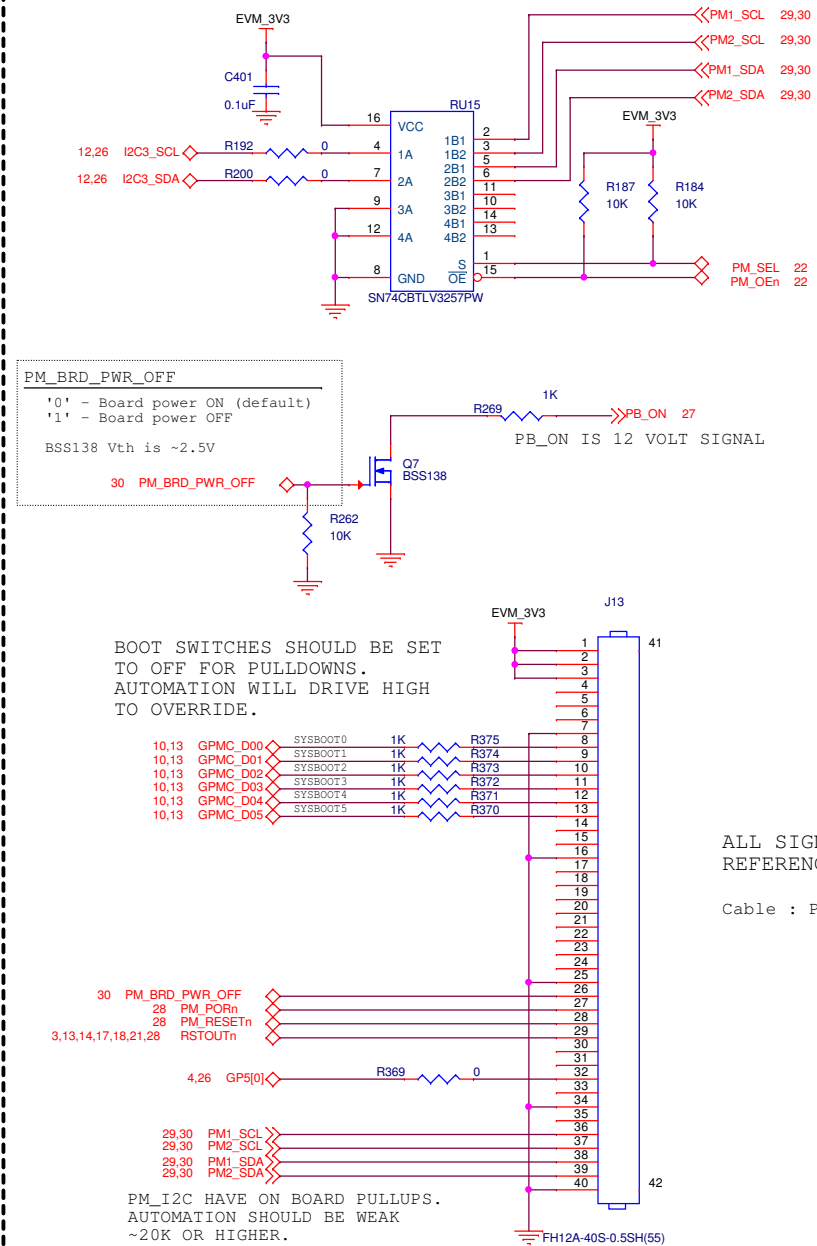 EVM_3V3
C401
0.1uF
PM1_SCL 29,30
PM2_SCL 29,30
PM1_SDA 29,30
PM2_SDA 29,30
RU15
EVM_3V3
16 VCC
12,26 I2C3_SCL R192 0 4 1A
12,26 I2C3_SDA R200 0 7 2A
9 3A
12 4A
8 GND
1B1 2
1B2 3
2B1 5
2B2 6
3B1 11
3B2 10
4B1 14
4B2 13
S 1
OE 15
R187 10K
R184 10K
PM_SEL 22
PM_OEn 22
SN74CBTLV3257PW
PM_BRD_PWR_OFF
'0' - Board power ON (default)
'1' - Board power OFF
BSS138 Vth is ~2.5V
30 PM_BRD_PWR_OFF
R262
10K
Q7
BSS138
R269 1K PB_ON 27
PB_ON IS 12 VOLT SIGNAL
EVM_3V3
J13
BOOT SWITCHES SHOULD BE SET
TO OFF FOR PULLDOWNS.
AUTOMATION WILL DRIVE HIGH
TO OVERRIDE.
1 41
2
3
4
5
6
7
10,13 GPMC_D00 SYSBOOT0 1K R375 8
10,13 GPMC_D01 SYSBOOT1 1K R374 9
10,13 GPMC_D02 SYSBOOT2 1K R373 10
10,13 GPMC_D03 SYSBOOT3 1K R372 11
10,13 GPMC_D04 SYSBOOT4 1K R371 12
10,13 GPMC_D05 SYSBOOT5 1K R370 13
14
15
16
17
18
19
20
21
22
23
24
25
30 PM_BRD_PWR_OFF 26
28 PM_PORn 27
28 PM_RESETn 28
3,13,14,17,18,21,28 RSTOUTn 29
30
31
4,26 GP5[0] R369 0 32
33
34
35
29,30 PM1_SCL 36
29,30 PM2_SCL 37
29,30 PM1_SDA 38
29,30 PM2_SDA 39
40 42
ALL SIG
REFEREN
Cable : P
PM_I2C HAVE ON BOARD PULLUPS.
AUTOMATION SHOULD BE WEAK
~20K OR HIGHER.
FH12A-40S-0.5SH(55)